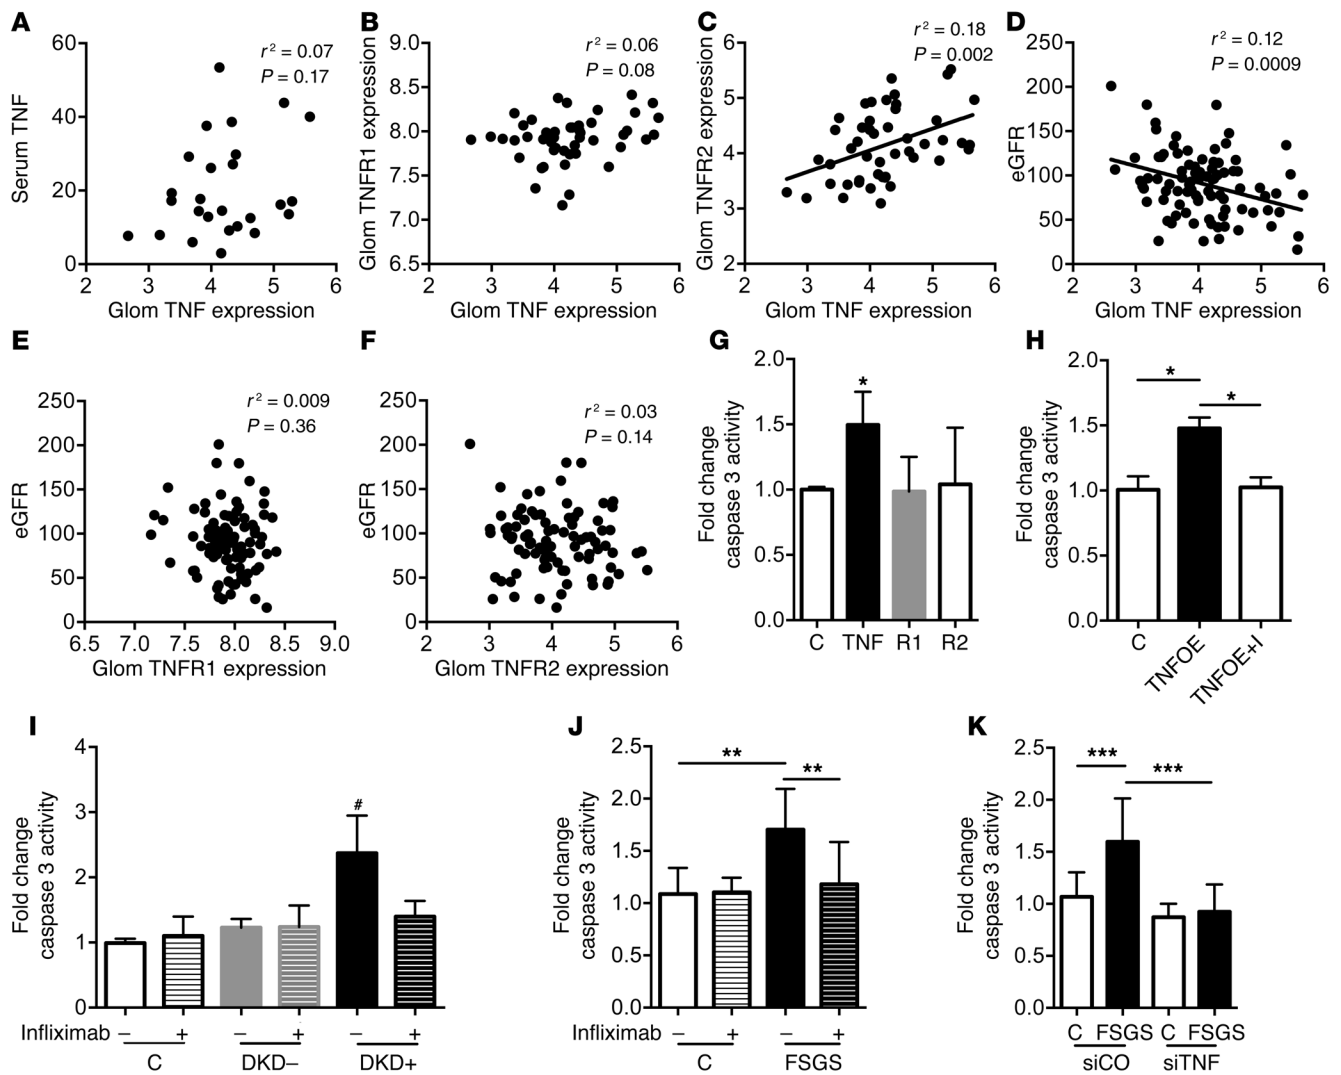 A
r² = 0.07
P = 0.17
60
40
20
0
Serum TNF
2 3 4 5 6
Glom TNF expression
B
r² = 0.06
P = 0.08
9.0
8.5
8.0
7.5
7.0
6.5
Glom TNFR1 expression
2 3 4 5 6
Glom TNF expression
C
r² = 0.18
P = 0.002
6
5
4
3
2
Glom TNFR2 expression
2 3 4 5 6
Glom TNF expression
D
r² = 0.12
P = 0.0009
250
200
150
100
50
0
eGFR
2 3 4 5 6
Glom TNF expression
E
r² = 0.009
P = 0.36
250
200
150
100
50
0
eGFR
6.5 7.0 7.5 8.0 8.5 9.0
Glom TNFR1 expression
F
r² = 0.03
P = 0.14
250
200
150
100
50
0
eGFR
2 3 4 5 6
Glom TNFR2 expression
G
2.0
1.5
1.0
0.5
0.0
Fold change
caspase 3 activity
*
C TNF R1 R2
H
2.0
1.5
1.0
1.5
0.0
Fold change
caspase 3 activity
* *
C TNFOE TNFOE+I
I
4
3
2
1
0
Fold change
caspase 3 activity
#
Infliximab – + – + – +
C DKD– DKD+
J
2.5
2.0
1.5
1.0
0.5
0.0
Fold change
caspase 3 activity
** **
Infliximab – + – +
C FSGS
K
2.5
2.0
1.5
1.0
0.5
0.0
Fold change
caspase 3 activity
*** ***
C FSGS C FSGS
siCO siTNF